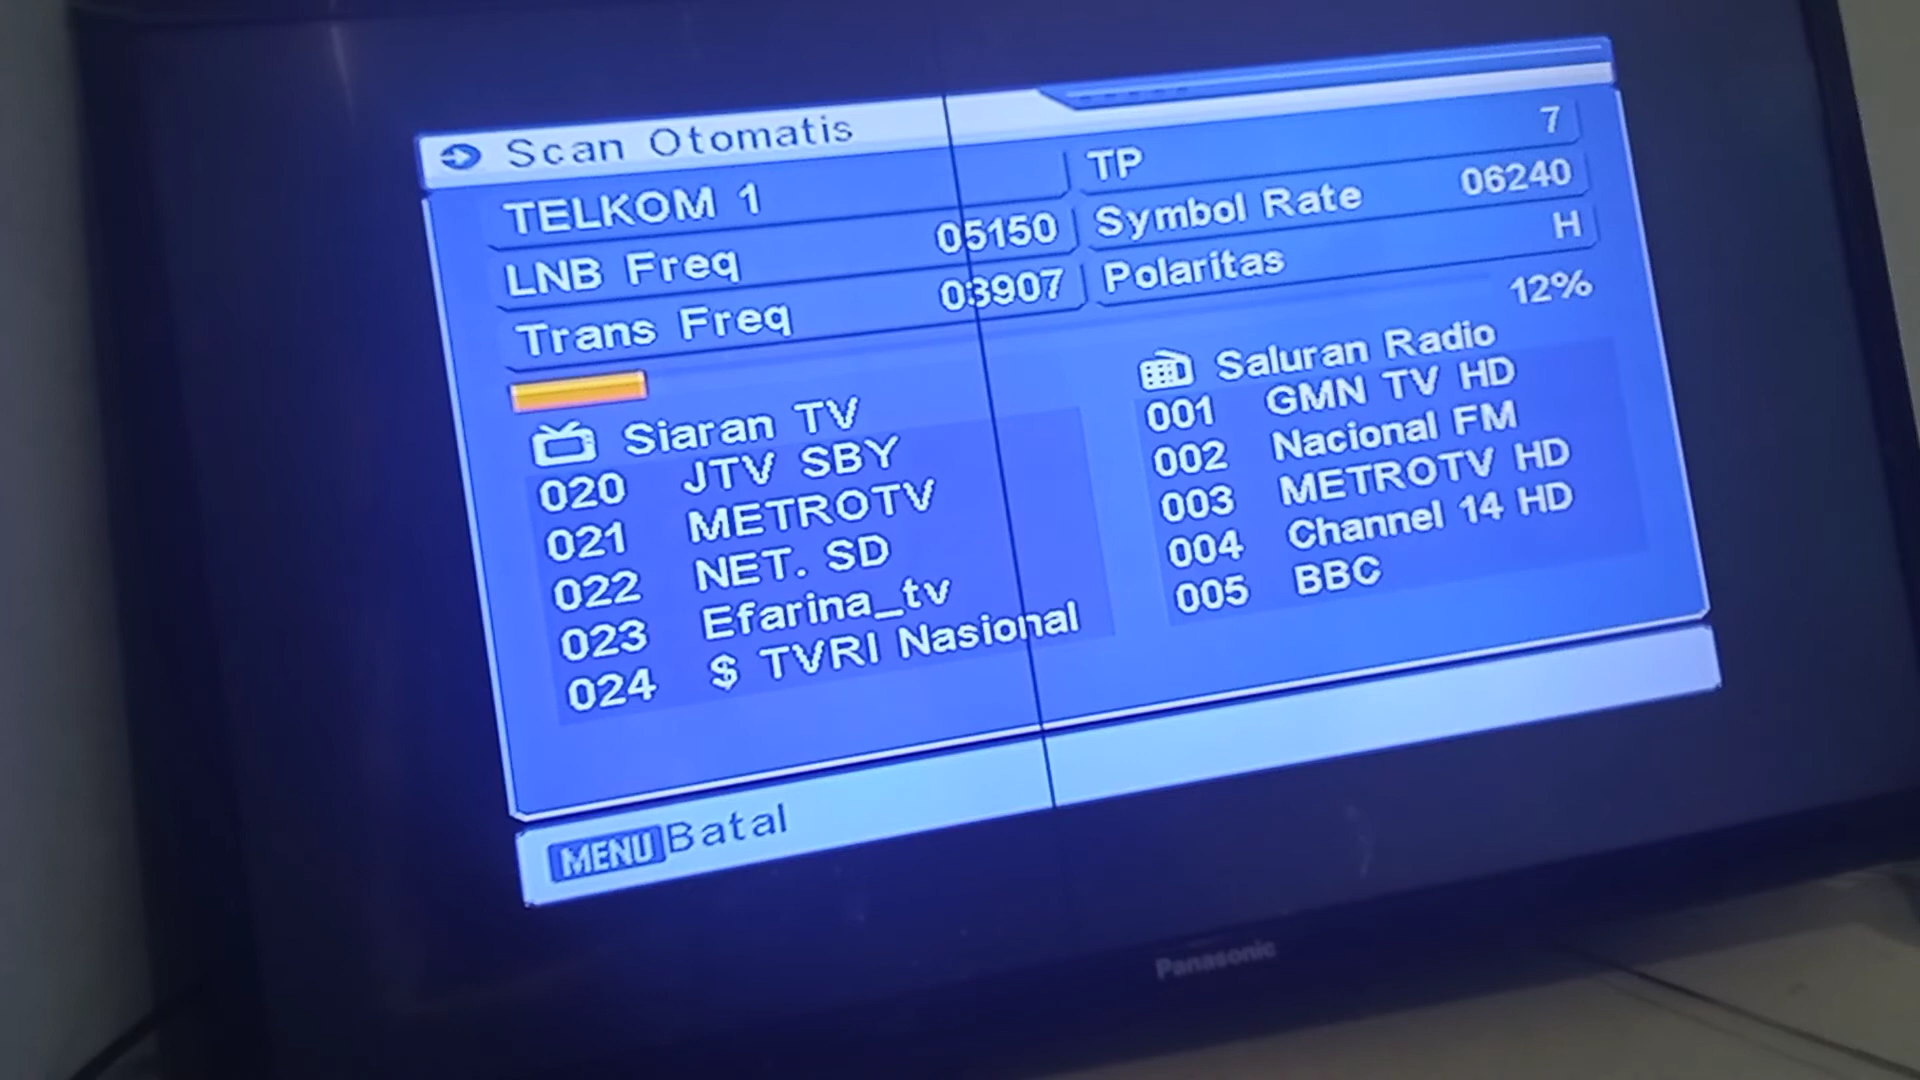 Scan Otomatis
TELKOM 1
TP 7
LNB Freq 05150
Symbol Rate 06240
Trans Freq 03907
Polaritas H
12%
Siaran TV
020 JTV SBY
021 METROTV
022 NET. SD
023 Efarina_tv
024 $ TVRI Nasional
Saluran Radio
001 GMN TV HD
002 Nacional FM
003 METROTV HD
004 Channel 14 HD
005 BBC
MENU Batal
Panasonic